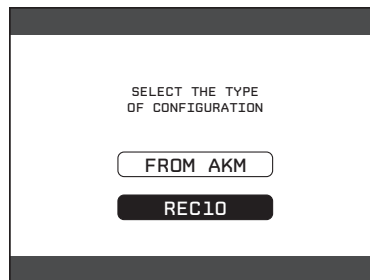 SELECT THE TYPE
OF CONFIGURATION
FROM AKM
REC10